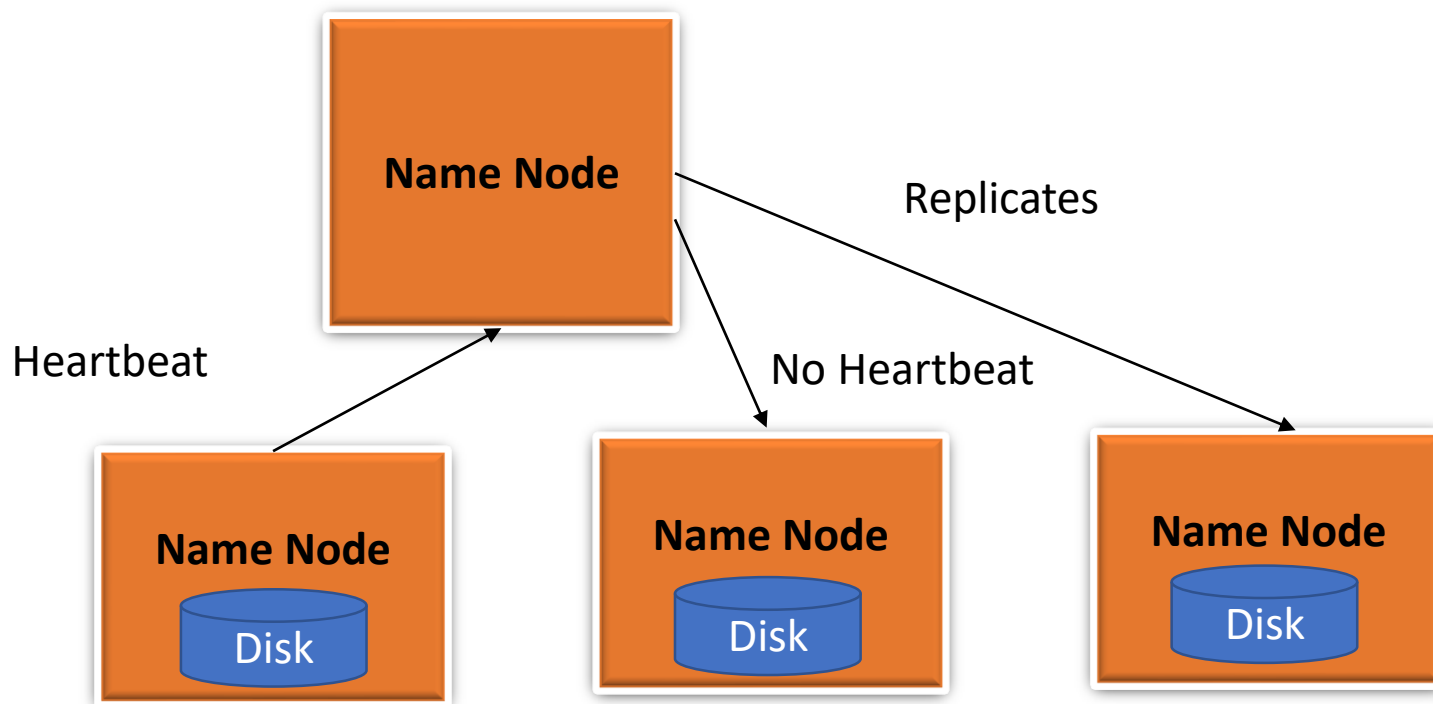 Name Node
Replicates
Heartbeat
No Heartbeat
Name Node
Name Node
Name Node
Disk
Disk
Disk